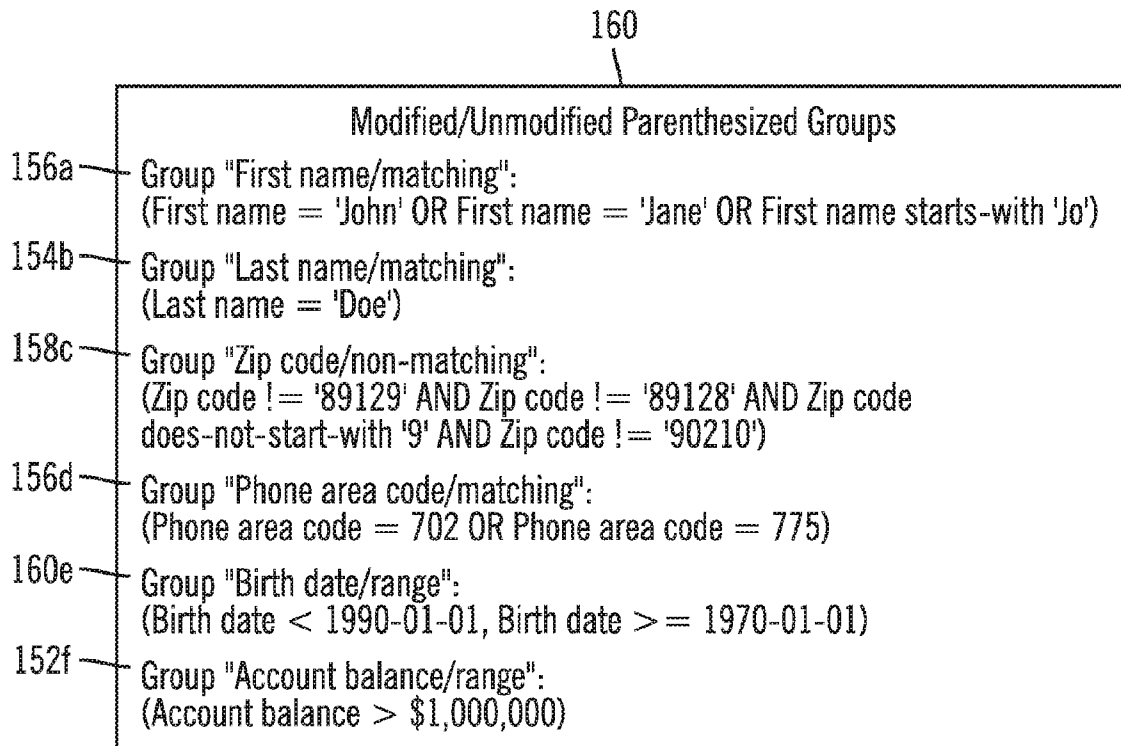 160
Modified/Unmodified Parenthesized Groups
156a Group "First name/matching":
(First name = 'John' OR First name = 'Jane' OR First name starts-with 'Jo')
154b Group "Last name/matching":
(Last name = 'Doe')
158c Group "Zip code/non-matching":
(Zip code != '89129' AND Zip code != '89128' AND Zip code
does-not-start-with '9' AND Zip code != '90210')
156d Group "Phone area code/matching":
(Phone area code = 702 OR Phone area code = 775)
160e Group "Birth date/range":
(Birth date < 1990-01-01, Birth date >= 1970-01-01)
152f Group "Account balance/range":
(Account balance > $1,000,000)